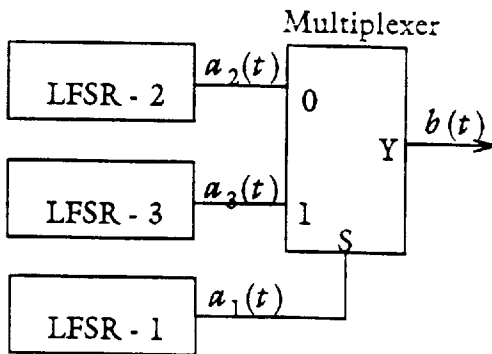 Multiplexer
LFSR - 2
a₂(t)
0
Y
b(t)
LFSR - 3
a₃(t)
1
S
LFSR - 1
a₁(t)